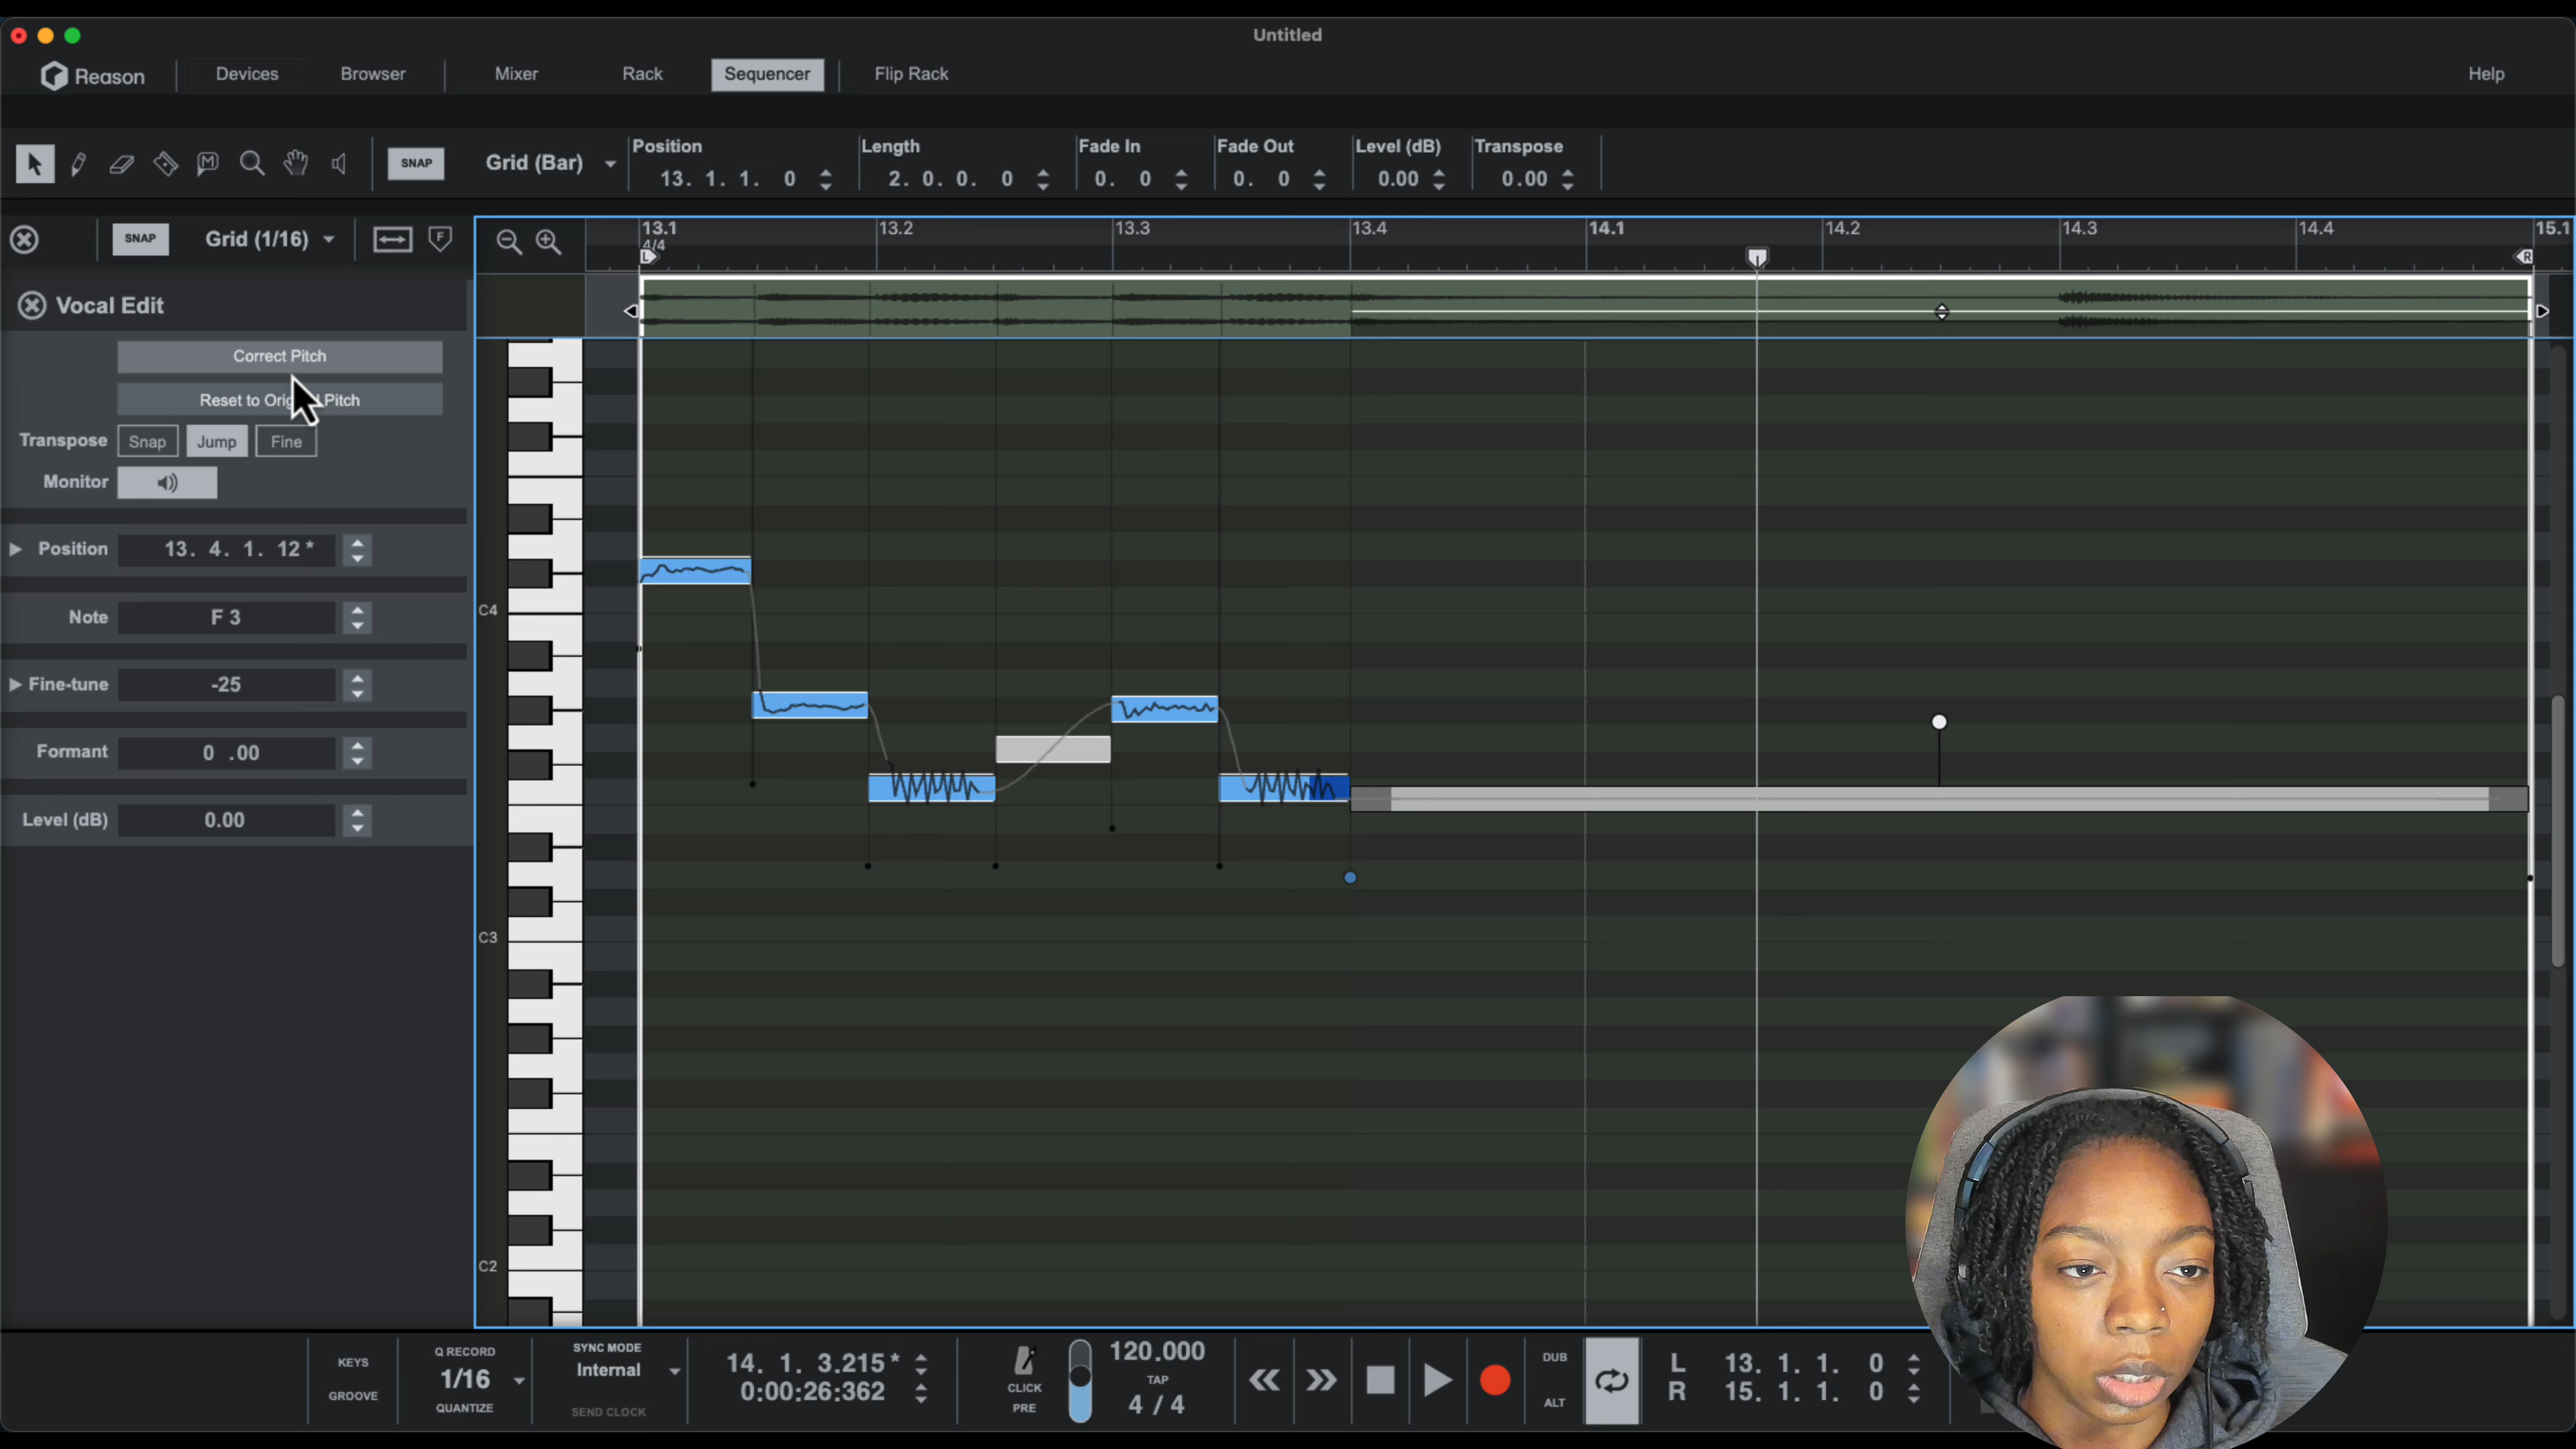 Untitled
Reason
Devices
Browser
Mixer
Rack
Sequencer
Flip Rack
Help
M
SNAP
Grid (Bar)
Position
13. 1. 1. 0
Length
2. 0. 0. 0
Fade In
0. 0
Fade Out
0. 0
Level (dB)
0.00
Transpose
0.00
SNAP
Grid (1/16)
F
13.1
4/4
L
13.2
13.3
13.4
14.1
14.2
14.3
14.4
15.1
R
Vocal Edit
Correct Pitch
Reset to Pitch
Transpose
Snap
Jump
Fine
Monitor
Position
13. 4. 1. 12 *
Note
F 3
Fine-tune
-25
Formant
0 .00
Level (dB)
0.00
C4
C3
C2
KEYS
GROOVE
Q RECORD
1/16
QUANTIZE
SYNC MODE
Internal
SEND CLOCK
14. 1. 3.215 *
0:00:26:362
CLICK
PRE
120.000
TAP
4 / 4
DUB
ALT
L 13. 1. 1. 0
R 15. 1. 1. 0